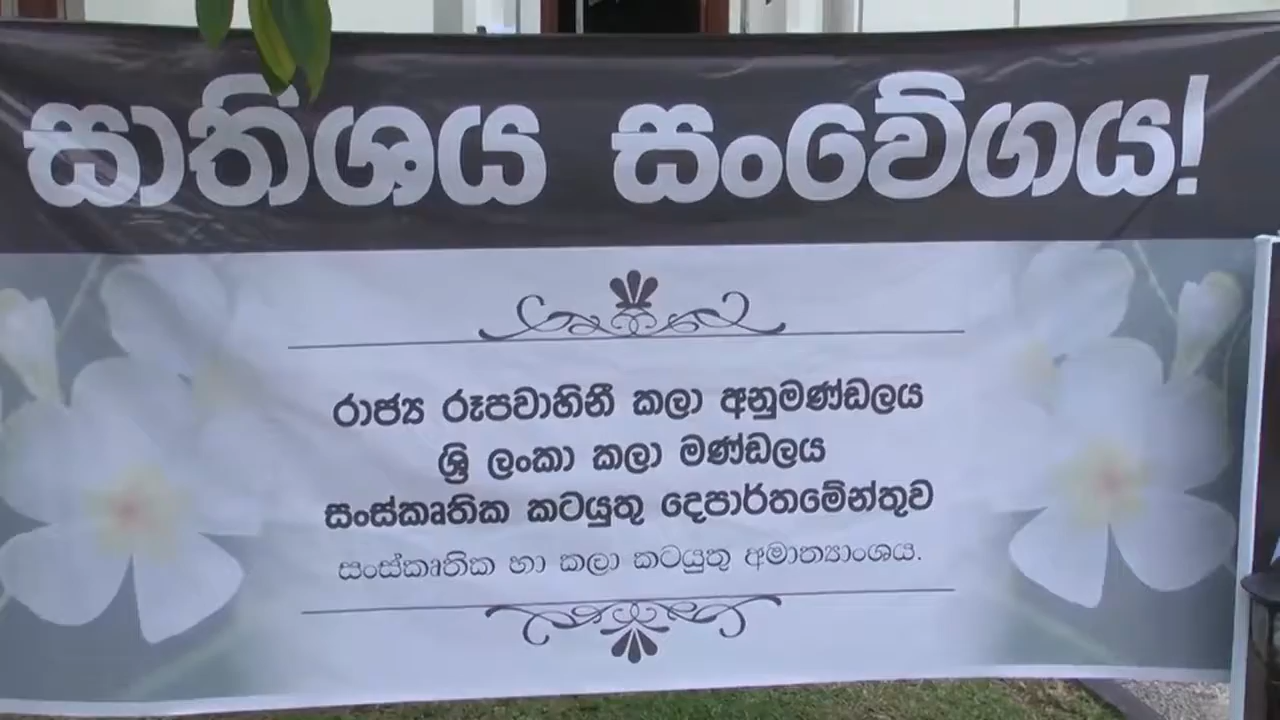 සාතිශය සංවේගය!
රාජ්‍ය රූපවාහිනී කලා අනුමණ්ඩලය
ශ්‍රී ලංකා කලා මණ්ඩලය
සංස්කෘතික කටයුතු දෙපාර්තමේන්තුව
සංස්කෘතික හා කලා කටයුතු අමාත්‍යාංශය.